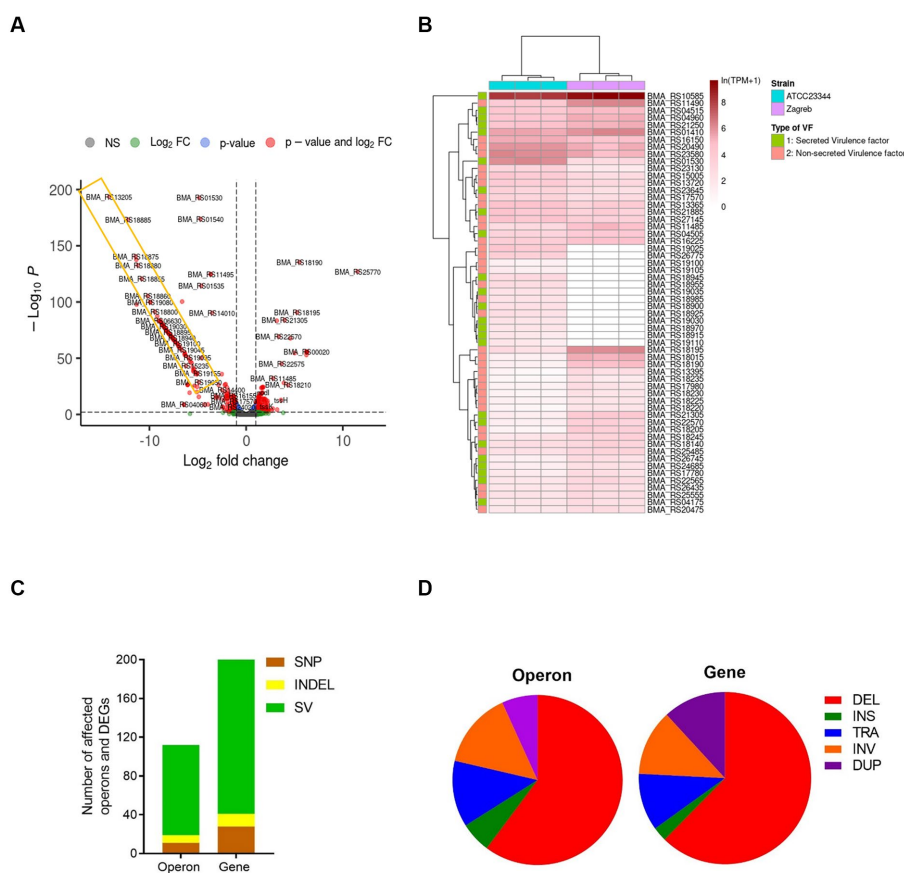 A
NS
Log2 FC
p-value
p – value and log2 FC
– Log10 P
200
150
100
50
0
-10
0
10
Log2 fold change
BMA_RS13205
BMA_RS01530
BMA_RS18885
BMA_RS01540
BMA_RS18190
BMA_RS25770
BMA_RS11495
BMA_RS01535
BMA_RS18860
BMA_RS19080
BMA_RS18800
BMA_RS14010
BMA_RS18195
BMA_RS21305
BMA_RS06630
BMA_RS19030
BMA_RS22570
BMA_RS00020
BMA_RS22575
BMA_RS11485
BMA_RS18210
B
ln(TPM+1)
8
6
4
2
0
Strain
ATCC23344
Zagreb
Type of VF
1: Secreted Virulence factor
2: Non-secreted Virulence factor
BMA_RS10585
BMA_RS11490
BMA_RS04515
BMA_RS04960
BMA_RS21250
BMA_RS01410
BMA_RS16150
BMA_RS20490
BMA_RS23580
BMA_RS01530
BMA_RS23130
BMA_RS15005
BMA_RS13720
BMA_RS23645
BMA_RS17570
BMA_RS13365
BMA_RS21885
BMA_RS27145
BMA_RS11485
BMA_RS04505
BMA_RS16225
BMA_RS19025
BMA_RS26775
BMA_RS19100
BMA_RS19105
BMA_RS18945
BMA_RS18955
BMA_RS19035
BMA_RS18985
BMA_RS18900
BMA_RS18925
BMA_RS19030
BMA_RS18970
BMA_RS18915
BMA_RS19110
BMA_RS18195
BMA_RS18015
BMA_RS18190
BMA_RS13395
BMA_RS18235
BMA_RS17980
BMA_RS18230
BMA_RS18225
BMA_RS18220
BMA_RS21305
BMA_RS22570
BMA_RS18205
BMA_RS18245
BMA_RS18140
BMA_RS25485
BMA_RS26745
BMA_RS24685
BMA_RS17780
BMA_RS22565
BMA_RS26435
BMA_RS25555
BMA_RS04175
BMA_RS20475
C
Number of affected
operons and DEGs
200
160
120
80
40
0
Operon
Gene
SNP
INDEL
SV
D
Operon
Gene
DEL
INS
TRA
INV
DUP